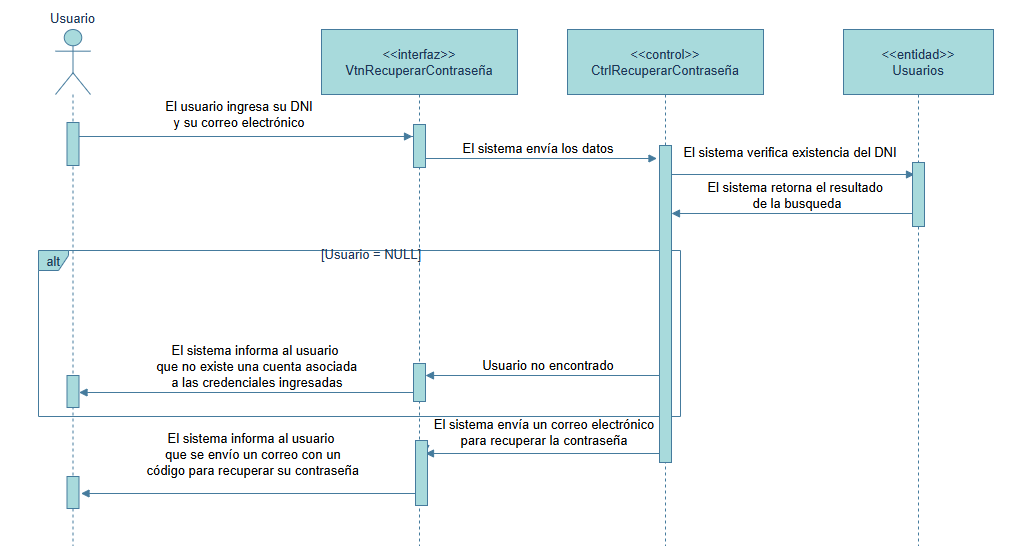 Usuario
<<interfaz>>
VtnRecuperarContraseña
<<control>>
CtrlRecuperarContraseña
<<entidad>>
Usuarios
El usuario ingresa su DNI
y su correo electrónico
El sistema envía los datos
El sistema verifica existencia del DNI
El sistema retorna el resultado
de la busqueda
alt
[Usuario = NULL]
El sistema informa al usuario
que no existe una cuenta asociada
a las credenciales ingresadas
Usuario no encontrado
El sistema envía un correo electrónico
para recuperar la contraseña
El sistema informa al usuario
que se envío un correo con un
código para recuperar su contraseña